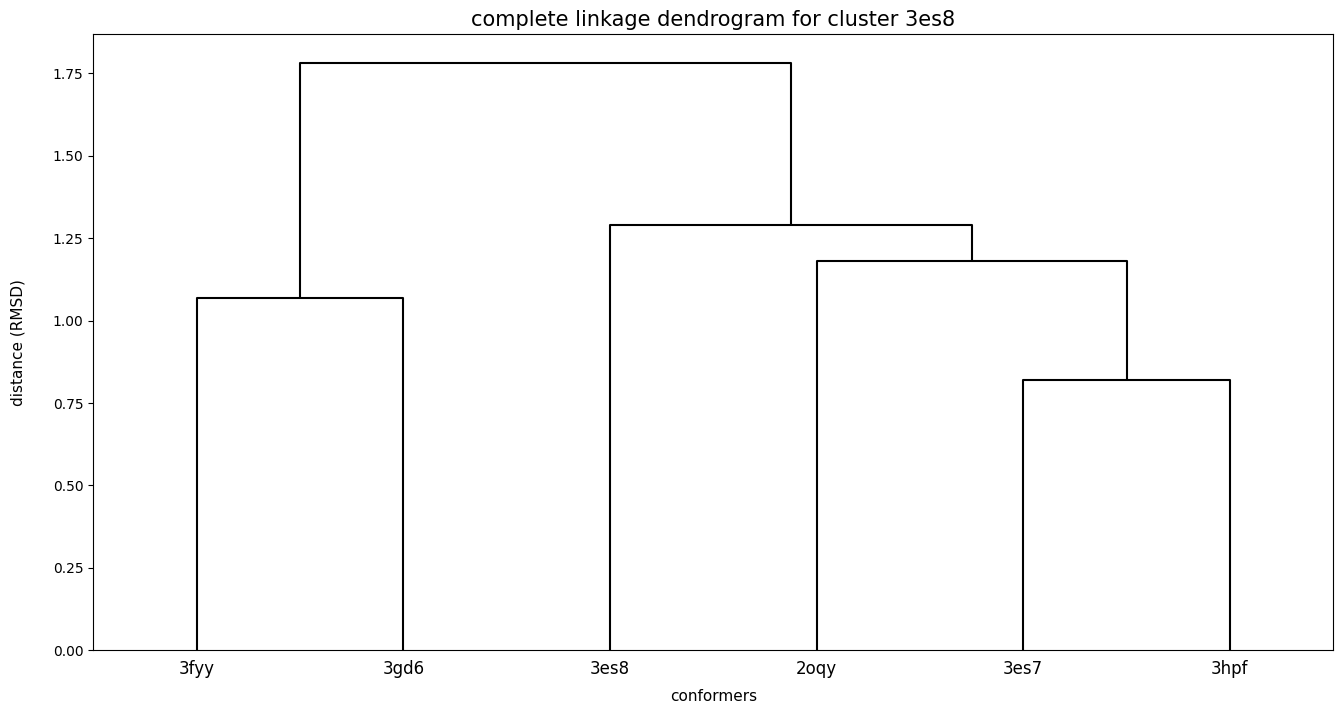 complete linkage dendrogram for cluster 3es8
1.75
1.50
1.25
1.00
0.75
0.50
0.25
0.00
distance (RMSD)
3fyy 3gd6 3es8 2oqy 3es7 3hpf
conformers